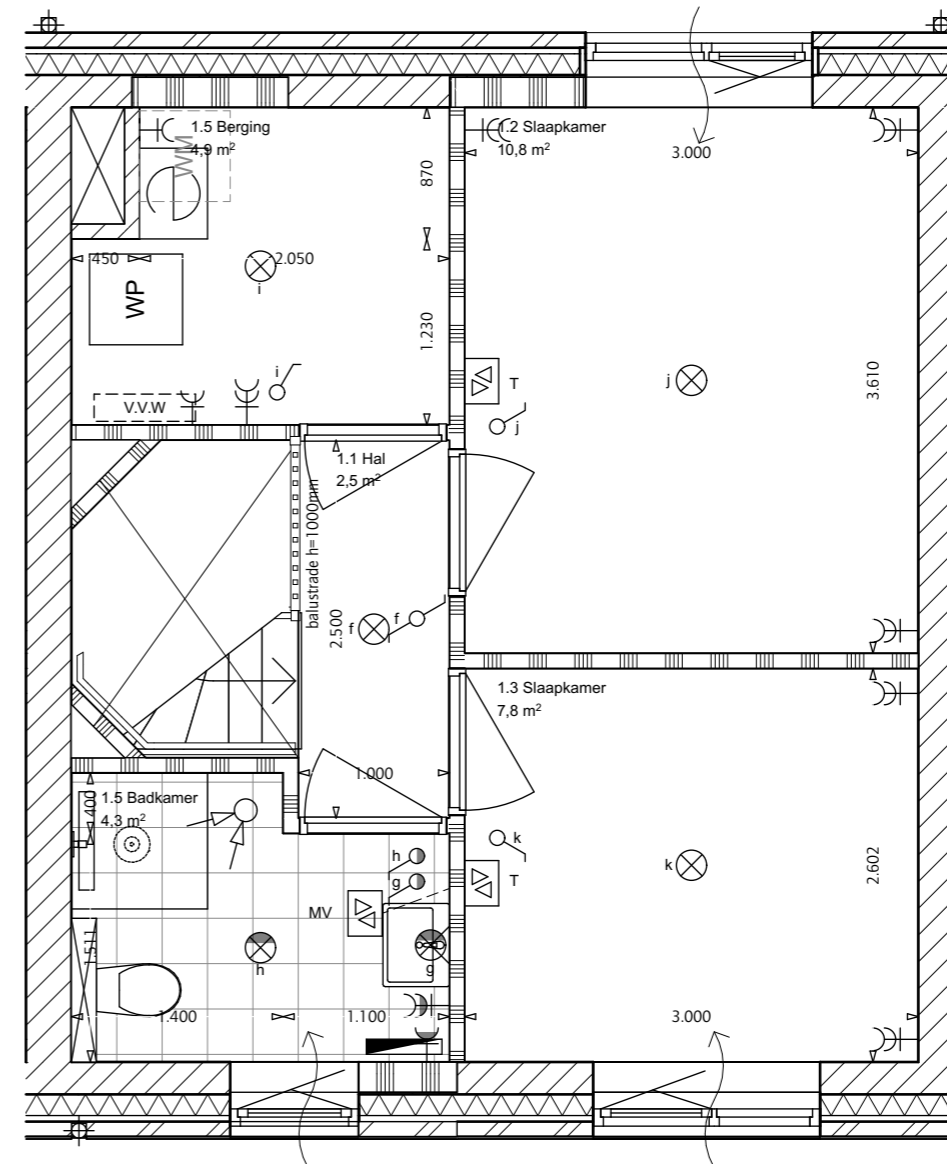 1.5 Berging
4,9 m²
WM
1.2 Slaapkamer
10,8 m²
3.000
870
450
2.050
i
WP
1.230
i
V.V.W
T
j
j
3.610
1.1 Hal
2,5 m²
balustrade h=1000mm
2.500
f
f
1.3 Slaapkamer
7,8 m²
1.000
400
1.5 Badkamer
4,3 m²
h
g
k
T
k
2.602
MV
1.511
h
g
1.400
1.100
3.000